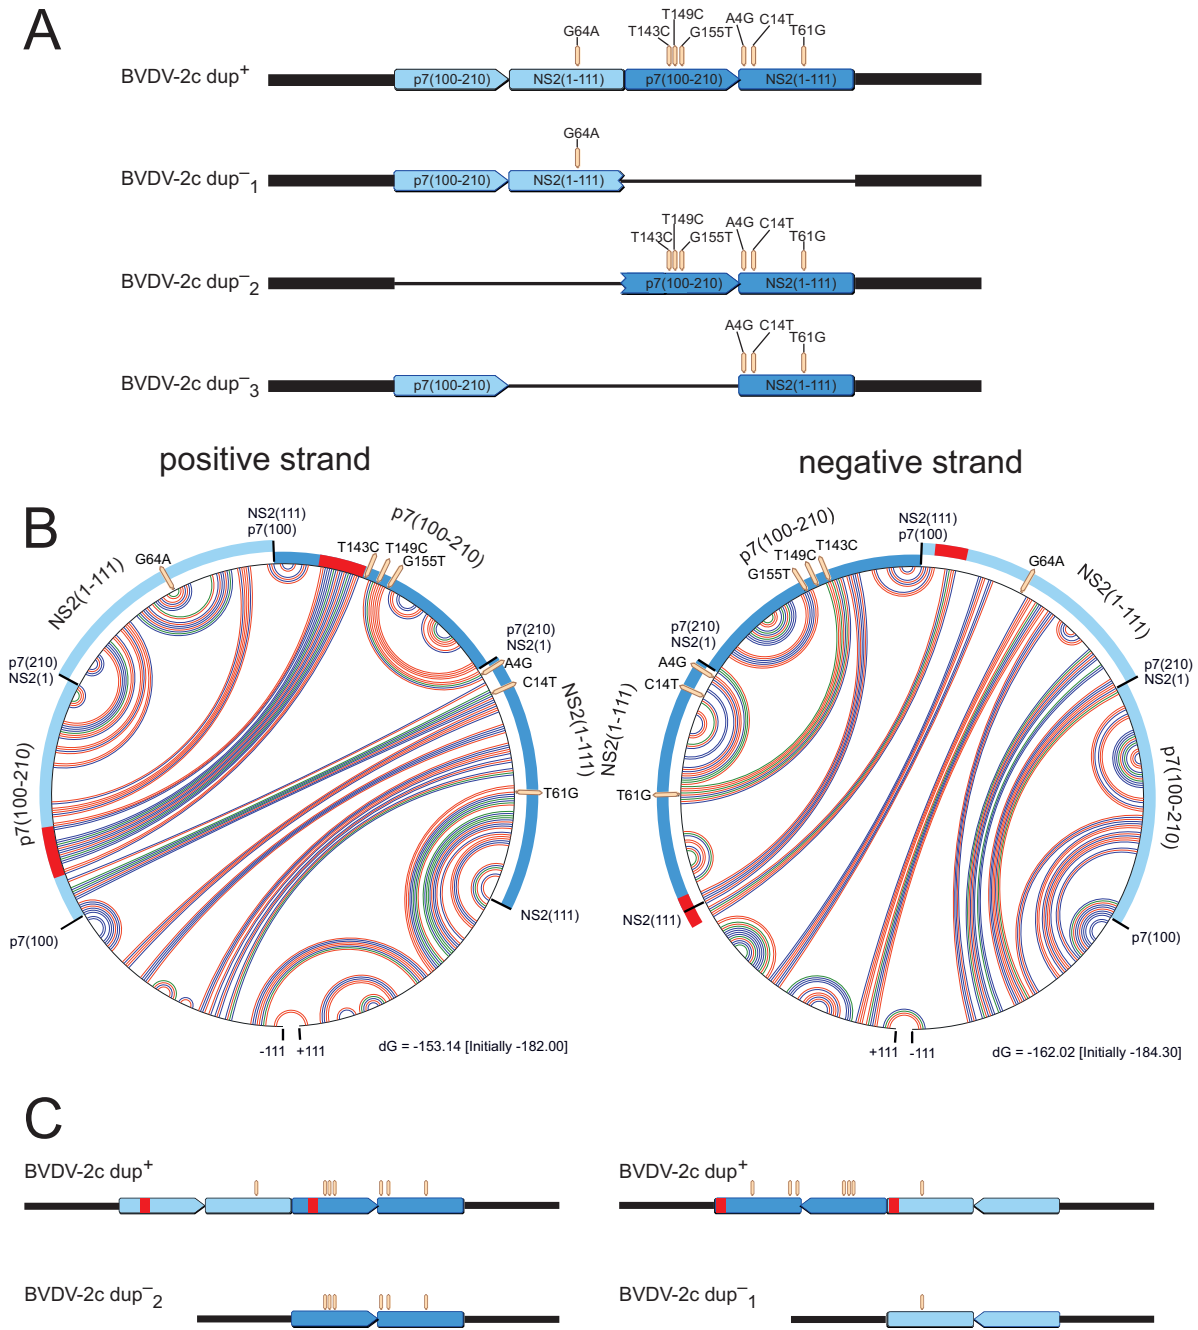 A
BVDV-2c dup+
G64A
T143C
T149C
G155T
A4G
C14T
T61G
p7(100-210)
NS2(1-111)
p7(100-210)
NS2(1-111)
BVDV-2c dup−1
G64A
p7(100-210)
NS2(1-111)
BVDV-2c dup−2
T143C
T149C
G155T
A4G
C14T
T61G
p7(100-210)
NS2(1-111)
BVDV-2c dup−3
A4G
C14T
T61G
p7(100-210)
NS2(1-111)
positive strand
negative strand
B
NS2(111)
p7(100)
p7(100-210)
T143C
T149C
G155T
G64A
NS2(1-111)
p7(210)
NS2(1)
p7(210)
NS2(1)
A4G
C14T
NS2(1-111)
T61G
p7(100-210)
NS2(111)
p7(100)
-111
+111
dG = -153.14 [Initially -182.00]
NS2(111)
p7(100)
p7(100-210)
T143C
T149C
G155T
G64A
NS2(1-111)
p7(210)
NS2(1)
A4G
C14T
p7(210)
NS2(1)
NS2(1-111)
T61G
p7(100-210)
NS2(111)
p7(100)
+111
-111
dG = -162.02 [Initially -184.30]
C
BVDV-2c dup+
BVDV-2c dup+
BVDV-2c dup−2
BVDV-2c dup−1